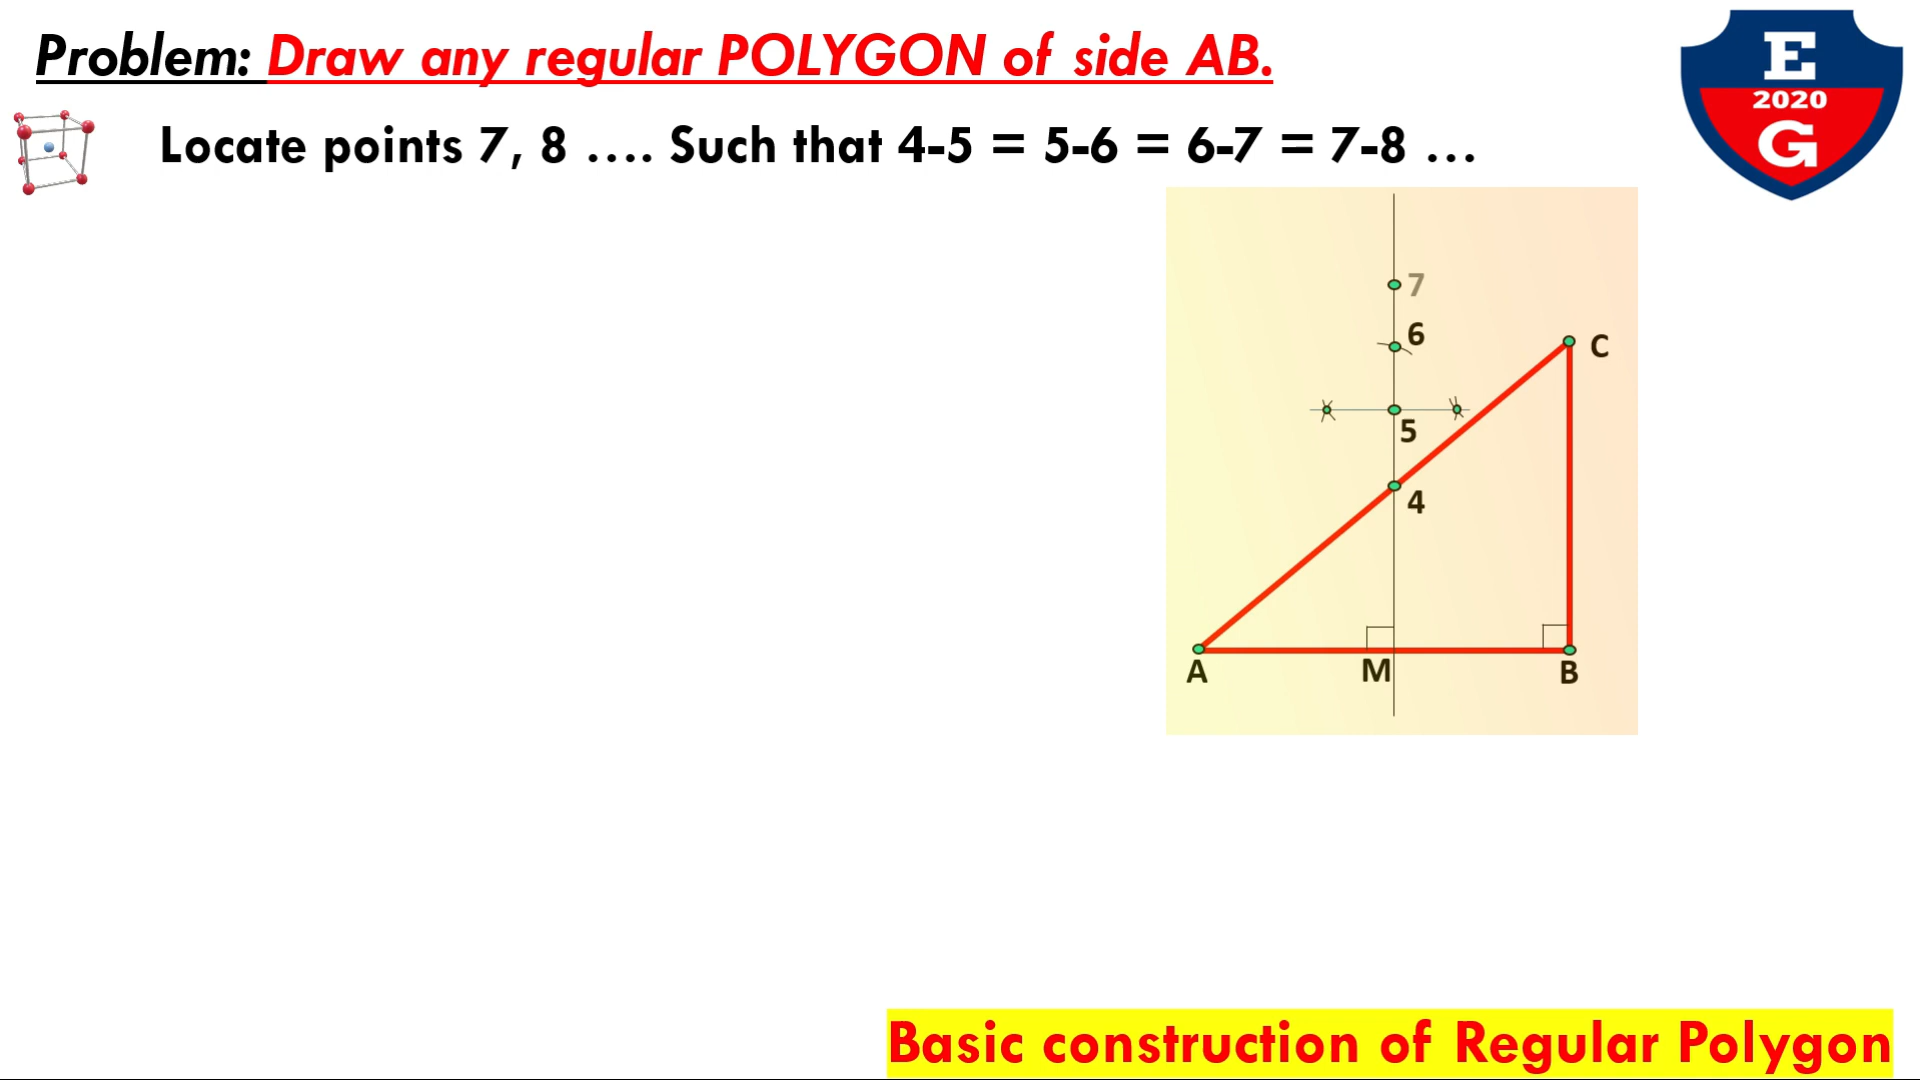 Problem: Draw any regular POLYGON of side AB.
E
2020
G
Locate points 7, 8 .... Such that 4-5 = 5-6 = 6-7 = 7-8 ...
7
6
C
5
4
A
M
B
Basic construction of Regular Polygon